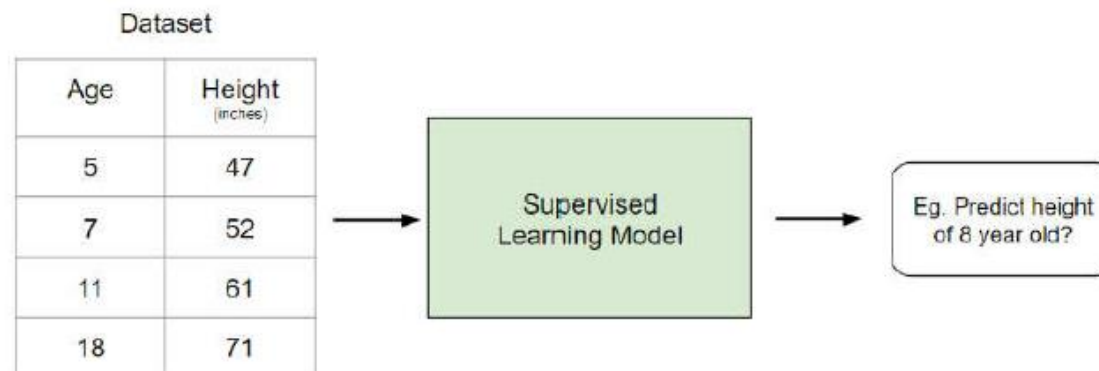 Dataset
Age Height
(inches)
5 47
7 52
11 61
18 71
Supervised
Learning Model
Eg. Predict height
of 8 year old?